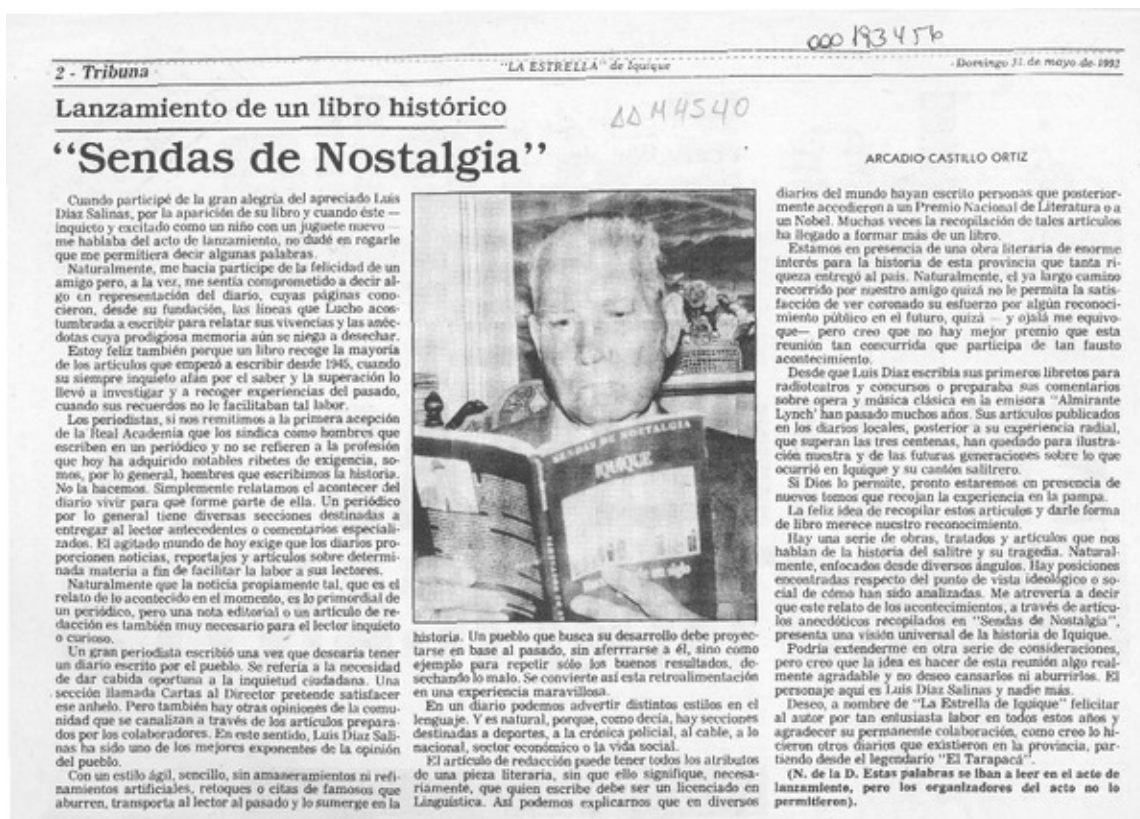 000193456
2 - Tribuna
"LA ESTRELLA" de Iquique
Domingo 31 de mayo de 1992
Lanzamiento de un libro histórico
ΔΔ M4540
"Sendas de Nostalgia"
ARCADIO CASTILLO ORTIZ
Cuando participé de la gran alegría del apreciado Luis
Díaz Salinas, por la aparición de su libro y cuando éste —
inquieto y excitado como un niño con un juguete nuevo —
me hablaba del acto de lanzamiento, no dudé en rogarle
que me permitiera decir algunas palabras.
Naturalmente, me hacía partícipe de la felicidad de un
amigo pero, a la vez, me sentía comprometido a decir al-
go en representación del diario, cuyas páginas cono-
cieron, desde su fundación, las líneas que Lucho acos-
tumbrada a escribir para relatar sus vivencias y las anéc-
dotas cuya prodigiosa memoria aún se niega a desechar.
Estoy feliz también porque un libro recoge la mayoría
de los artículos que empezó a escribir desde 1945, cuando
su siempre inquieto afán por el saber y la superación lo
llevó a investigar y a recoger experiencias del pasado,
cuando sus recuerdos no le facilitaban tal labor.
Los periodistas, si nos remitimos a la primera acepción
de la Real Academia que los sindica como hombres que
escriben en un periódico y no se refieren a la profesión
que hoy ha adquirido notables ribetes de exigencia, so-
mos, por lo general, hombres que escribimos la historia.
No la hacemos. Simplemente relatamos el acontecer del
diario vivir para que forme parte de ella. Un periódico
por lo general tiene diversas secciones destinadas a
entregar al lector antecedentes o comentarios especiali-
zados. El agitado mundo de hoy exige que los diarios pro-
porcionen noticias, reportajes y artículos sobre determi-
nada materia a fin de facilitar la labor a sus lectores.
Naturalmente que la noticia propiamente tal, que es el
relato de lo acontecido en el momento, es lo primordial de
un periódico, pero una nota editorial o un artículo de re-
dacción es también muy necesario para el lector inquieto
o curioso.
Un gran periodista escribió una vez que desearía tener
un diario escrito por el pueblo. Se refería a la necesidad
de dar cabida oportuna a la inquietud ciudadana. Una
sección llamada Cartas al Director pretende satisfacer
ese anhelo. Pero también hay otras opiniones de la comu-
nidad que se canalizan a través de los artículos prepara-
dos por los colaboradores. En este sentido, Luis Díaz Sali-
nas ha sido uno de los mejores exponentes de la opinión
del pueblo.
Con un estilo ágil, sencillo, sin amaneramientos ni refi-
namientos artificiales, retoques o citas de famosos que
aburren, transporta al lector al pasado y lo sumerge en la
SENDAS DE NOSTALGIA
IQUIQUE
historia. Un pueblo que busca su desarrollo debe proyec-
tarse en base al pasado, sin aferrrarse a él, sino como
ejemplo para repetir sólo los buenos resultados, de-
sechando lo malo. Se convierte así esta retroalimentación
en una experiencia maravillosa.
En un diario podemos advertir distintos estilos en el
lenguaje. Y es natural, porque, como decía, hay secciones
destinadas a deportes, a la crónica policial, al cable, a lo
nacional, sector económico o la vida social.
El artículo de redacción puede tener todos los atributos
de una pieza literaria, sin que ello signifique, necesa-
riamente, que quien escribe debe ser un licenciado en
Linguística. Así podemos explicarnos que en diversos
diarios del mundo hayan escrito personas que posterior-
mente accedieron a un Premio Nacional de Literatura o a
un Nobel. Muchas veces la recopilación de tales artículos
ha llegado a formar más de un libro.
Estamos en presencia de una obra literaria de enorme
interés para la historia de esta provincia que tanta ri-
queza entregó al país. Naturalmente, el ya largo camino
recorrido por nuestro amigo quizá no le permita la satis-
facción de ver coronado su esfuerzo por algún reconoci-
miento público en el futuro, quizá — y ojalá me equivo-
que— pero creo que no hay mejor premio que esta
reunión tan concurrida que participa de tan fausto
acontecimiento.
Desde que Luis Díaz escribía sus primeros libretos para
radioteatros y concursos o preparaba sus comentarios
sobre opera y música clásica en la emisora "Almirante
Lynch' han pasado muchos años. Sus artículos publicados
en los diarios locales, posterior a su experiencia radial,
que superan las tres centenas, han quedado para ilustra-
ción nuestra y de las futuras generaciones sobre lo que
ocurrió en Iquique y su cantón salitrero.
Si Dios lo permite, pronto estaremos en presencia de
nuevos tomos que recojan la experiencia en la pampa.
La feliz idea de recopilar estos artículos y darle forma
de libro merece nuestro reconocimiento.
Hay una serie de obras, tratados y artículos que nos
hablan de la historia del salitre y su tragedia. Natural-
mente, enfocados desde diversos ángulos. Hay posiciones
encontradas respecto del punto de vista ideológico o so-
cial de cómo han sido analizadas. Me atrevería a decir
que este relato de los acontecimientos, a través de artícu-
los anecdóticos recopilados en "Sendas de Nostalgia",
presenta una visión universal de la historia de Iquique.
Podría extenderme en otra serie de consideraciones,
pero creo que la idea es hacer de esta reunión algo real-
mente agradable y no deseo cansarlos ni aburrirlos. El
personaje aquí es Luis Díaz Salinas y nadie más.
Deseo, a nombre de "La Estrella de Iquique" felicitar
al autor por tan entusiasta labor en todos estos años y
agradecer su permanente colaboración, como creo lo hi-
cieron otros diarios que existieron en la provincia, par-
tiendo desde el legendario "El Tarapacá".
(N. de la D. Estas palabras se iban a leer en el acto de
lanzamiento, pero los organizadores del acto no lo
permitieron).